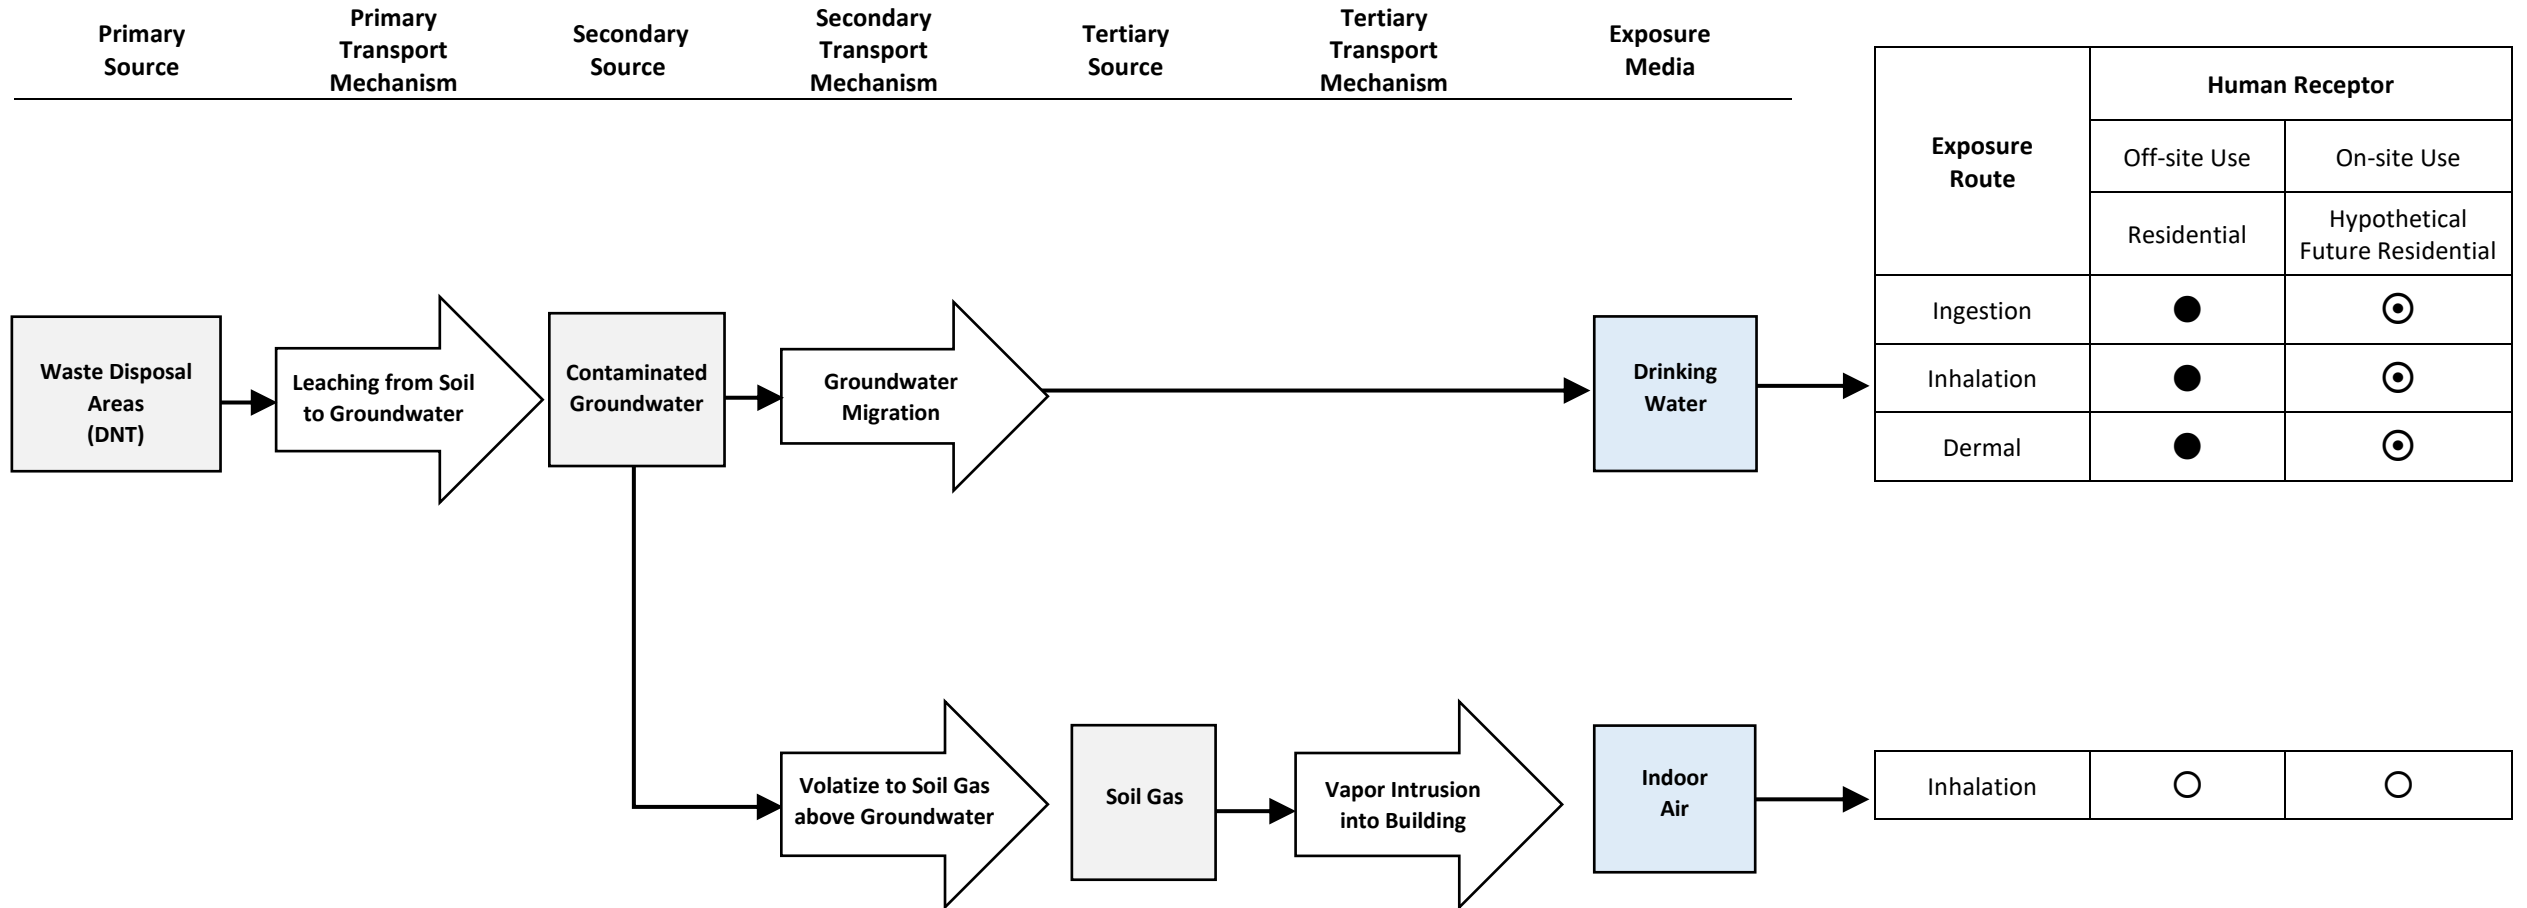 Primary
Source
Primary
Transport
Mechanism
Secondary
Source
Secondary
Transport
Mechanism
Tertiary
Source
Tertiary
Transport
Mechanism
Exposure
Media
Exposure
Route
Human Receptor
Off-site Use
On-site Use
Residential
Hypothetical
Future Residential
Waste Disposal
Areas
(DNT)
Leaching from Soil
to Groundwater
Contaminated
Groundwater
Groundwater
Migration
Drinking
Water
Ingestion
Inhalation
Dermal
Volatize to Soil Gas
above Groundwater
Soil Gas
Vapor Intrusion
into Building
Indoor
Air
Inhalation